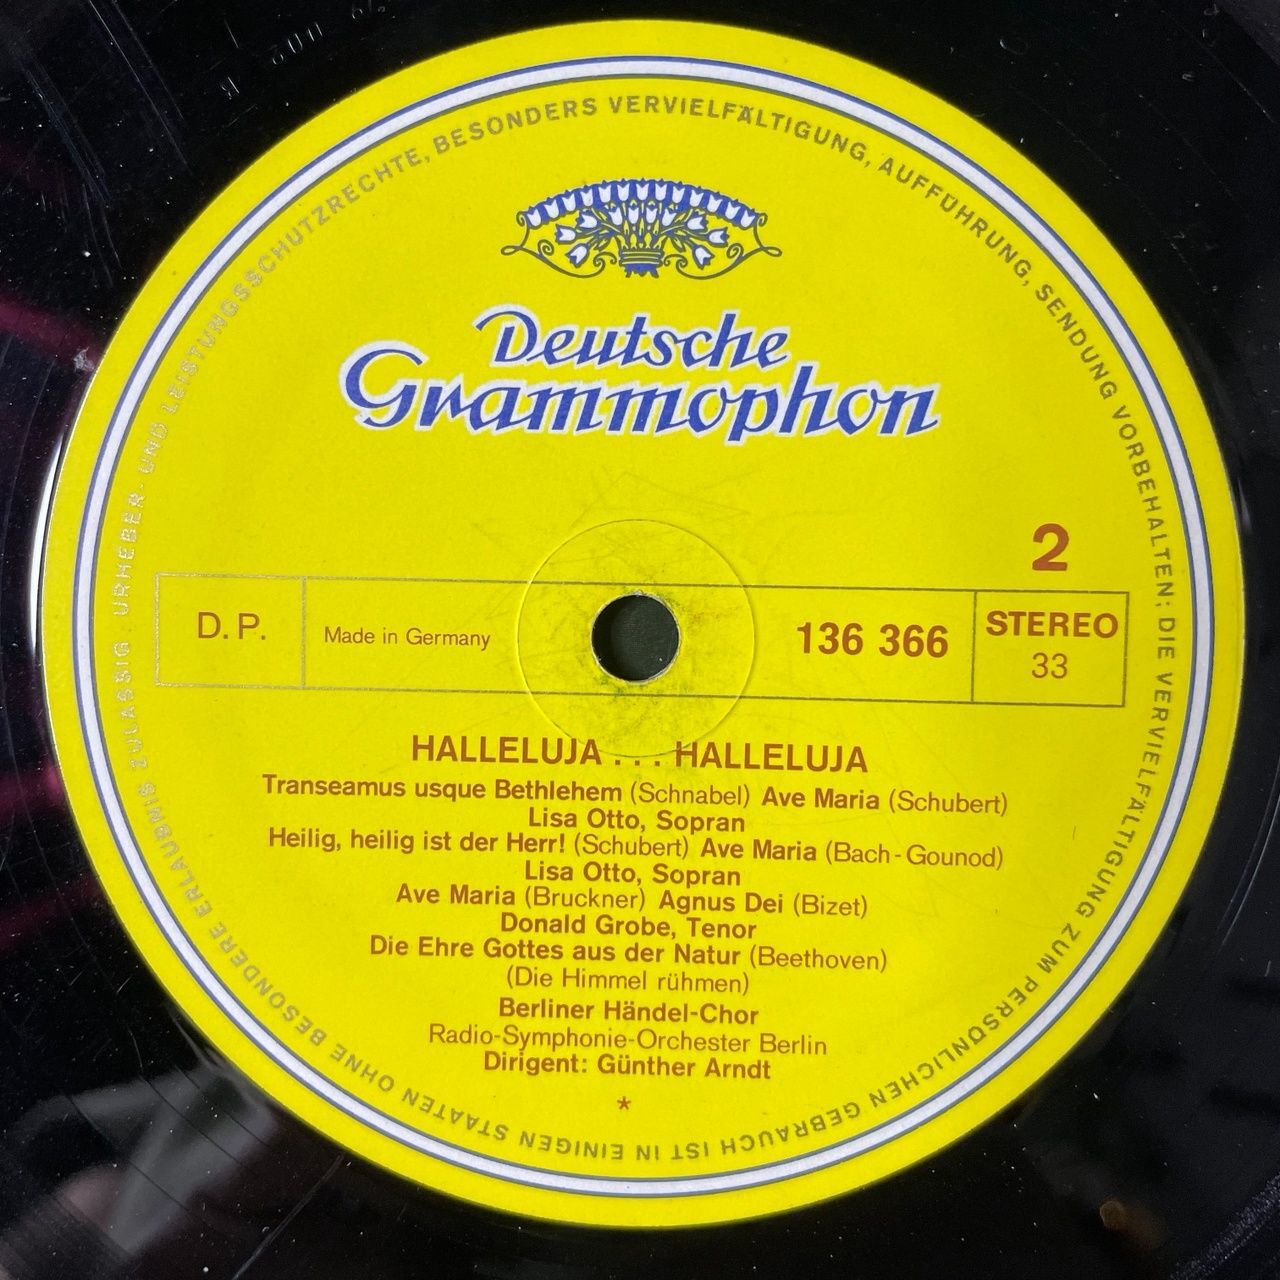 URHEBER- UND LEISTUNGSSCHUTZRECHTE, BESONDERS VERVIELFÄLTIGUNG, AUFFÜHRUNG, SENDUNG VORBEHALTEN; DIE VERVIELFÄLTIGUNG ZUM PERSÖNLICHEN GEBRAUCH IST IN EINIGEN STAATEN OHNE BESONDERE ERLAUBNIS ZULÄSSIG.
Deutsche
Grammophon
2
D.P.
Made in Germany
136 366
STEREO
33
HALLELUJA . . . HALLELUJA
Transeamus usque Bethlehem (Schnabel) Ave Maria (Schubert)
Lisa Otto, Sopran
Heilig, heilig ist der Herr! (Schubert) Ave Maria (Bach-Gounod)
Lisa Otto, Sopran
Ave Maria (Bruckner) Agnus Dei (Bizet)
Donald Grobe, Tenor
Die Ehre Gottes aus der Natur (Beethoven)
(Die Himmel rühmen)
Berliner Händel-Chor
Radio-Symphonie-Orchester Berlin
Dirigent: Günther Arndt
*